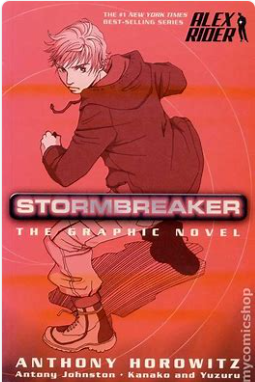 THE #1 NEW YORK TIMES
BEST-SELLING SERIES
ALEX
RIDER
STORMBREAKER
THE GRAPHIC NOVEL
ANTHONY HOROWITZ
Antony Johnston • Kanako and Yuzuru
mycomicshop